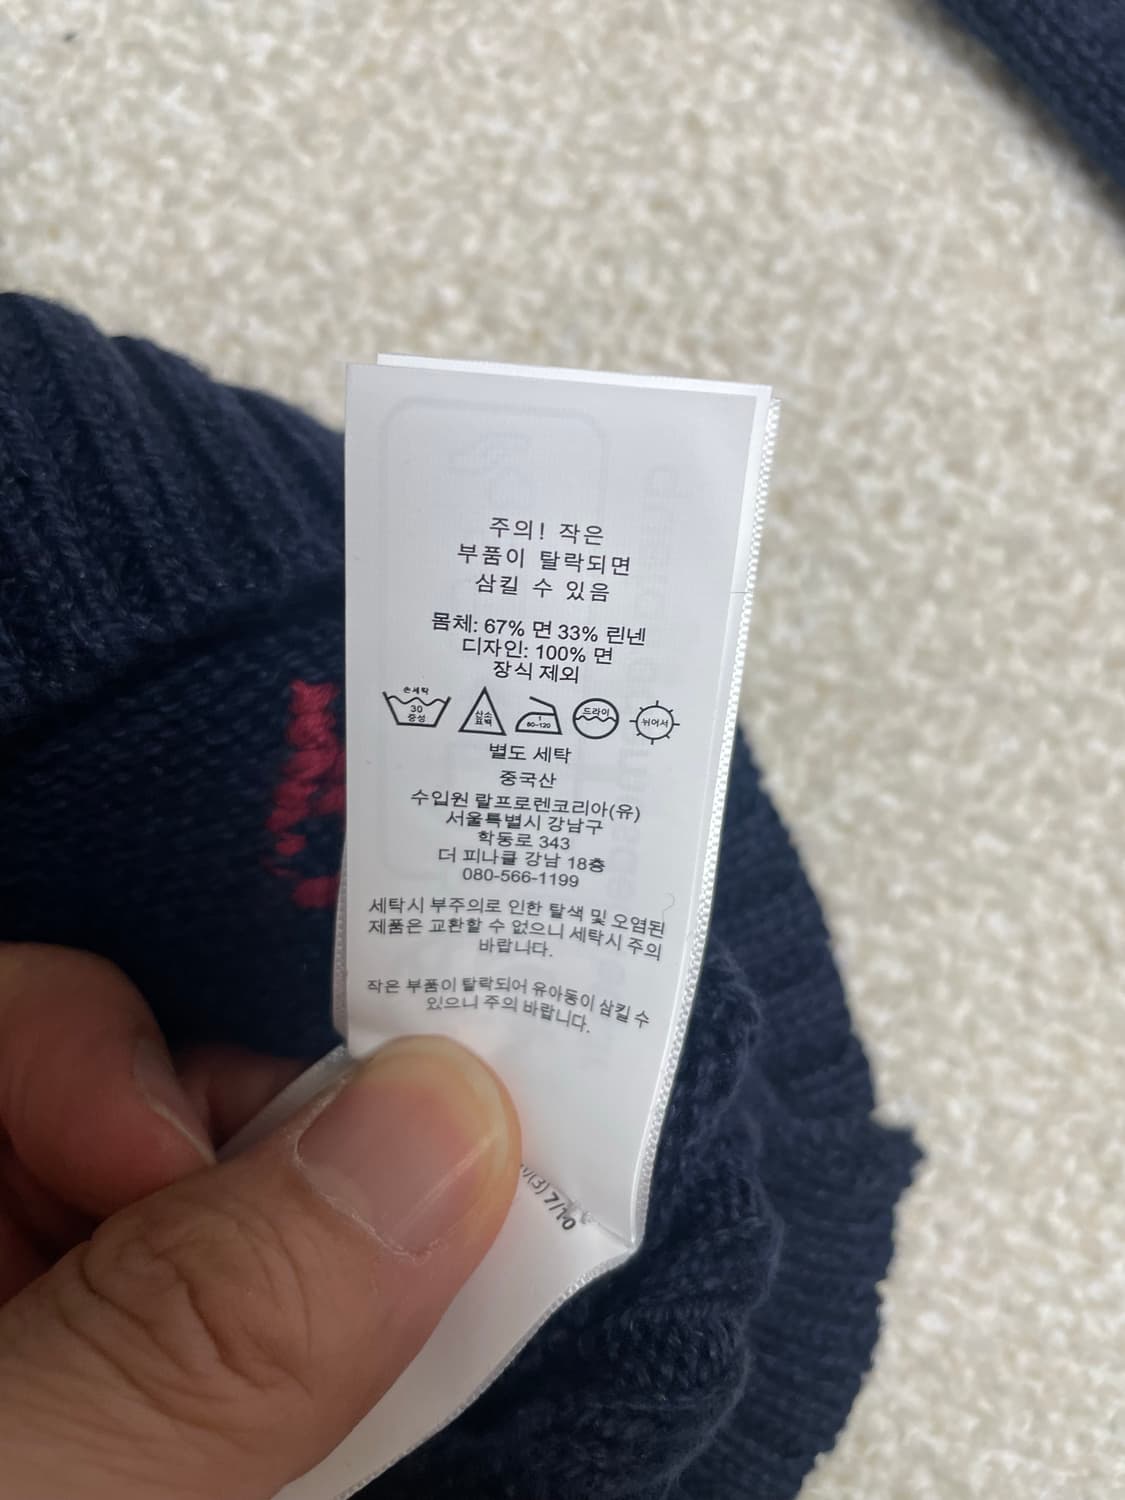 주의! 작은
부품이 탈락되면
삼킬 수 있음
몸체: 67% 면 33% 린넨
디자인: 100% 면
장식 제외
손세탁 30 중성
산소 표백
1 80~120
드라이
뉘어서
별도 세탁
중국산
수입원 랄프로렌코리아(유)
서울특별시 강남구
학동로 343
더 피나클 강남 18층
080-566-1199
세탁시 부주의로 인한 탈색 및 오염된
제품은 교환할 수 없으니 세탁시 주의
바랍니다.
작은 부품이 탈락되어 유아동이 삼킬 수
있으니 주의 바랍니다.
(3) 7/10